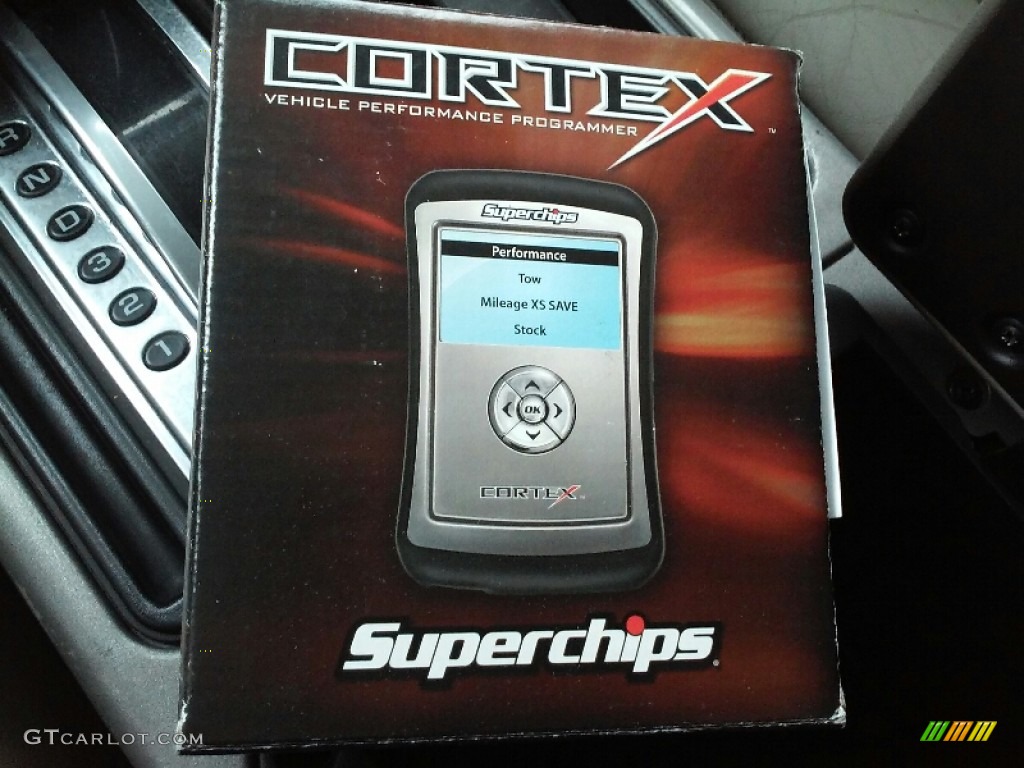 CORTEX
VEHICLE PERFORMANCE PROGRAMMER
TM
R
N
D
3
2
1
Superchips
Performance
Tow
Mileage XS SAVE
Stock
OK
CORTEX
Superchips
GTCARLOT.COM